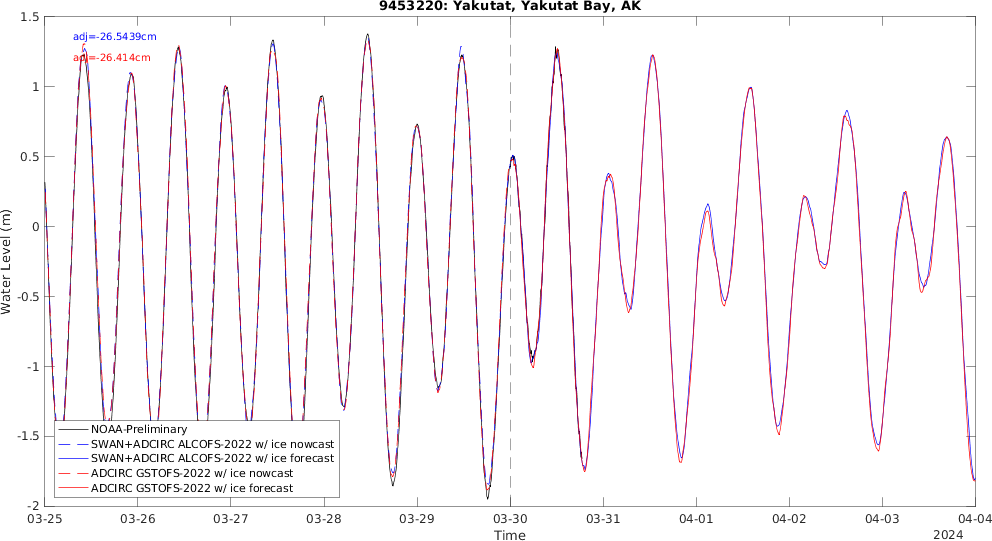 9453220: Yakutat, Yakutat Bay, AK
1.5
1
0.5
0
-0.5
-1
-1.5
-2
Water Level (m)
adj=-26.5439cm
adj=-26.414cm
NOAA-Preliminary
SWAN+ADCIRC ALCOFS-2022 w/ ice nowcast
SWAN+ADCIRC ALCOFS-2022 w/ ice forecast
ADCIRC GSTOFS-2022 w/ ice nowcast
ADCIRC GSTOFS-2022 w/ ice forecast
03-25 03-26 03-27 03-28 03-29 03-30 03-31 04-01 04-02 04-03 04-04
Time
2024